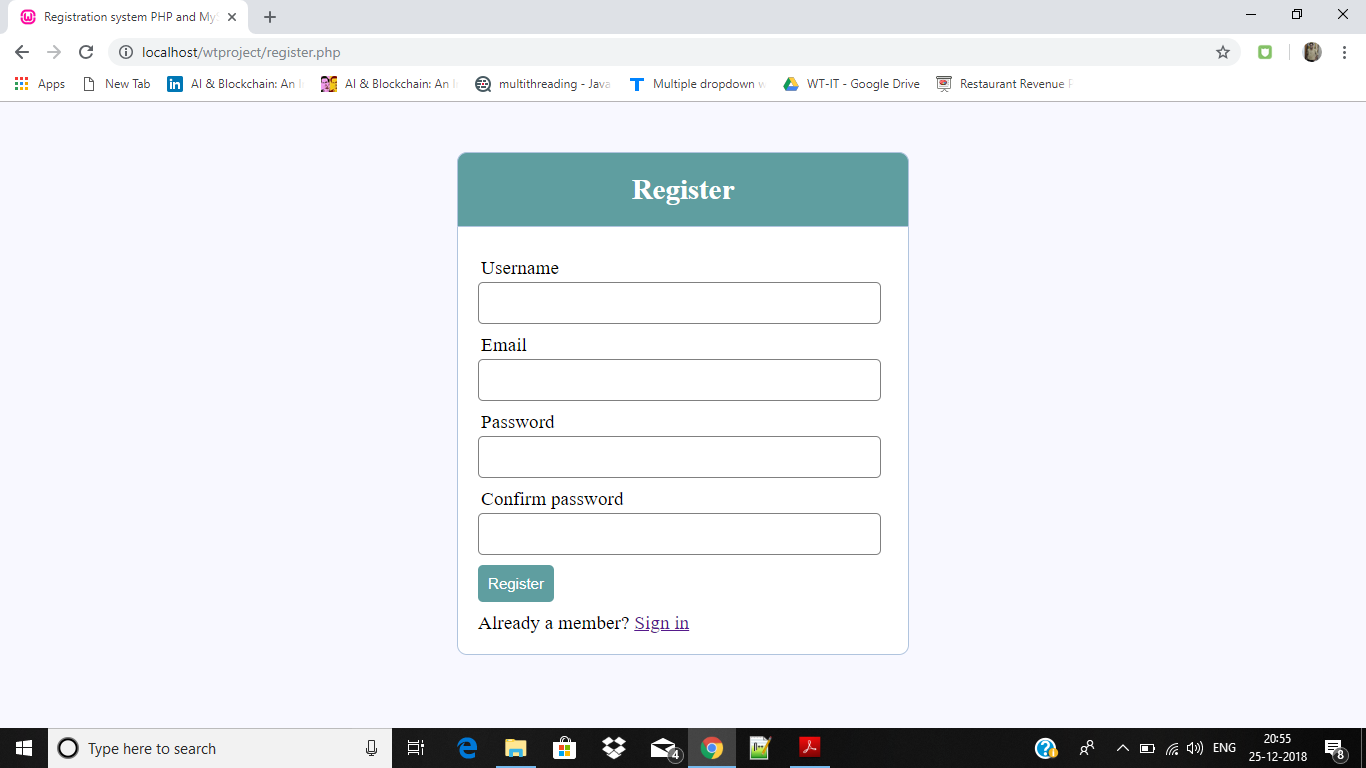 Registration system PHP and My
localhost/wtproject/register.php
Apps New Tab AI & Blockchain: An AI & Blockchain: An multithreading - Java Multiple dropdown WT-IT - Google Drive Restaurant Revenue
Register
Username
Email
Password
Confirm password
Register
Already a member? Sign in
Type here to search
4
ENG
20:55
25-12-2018
8